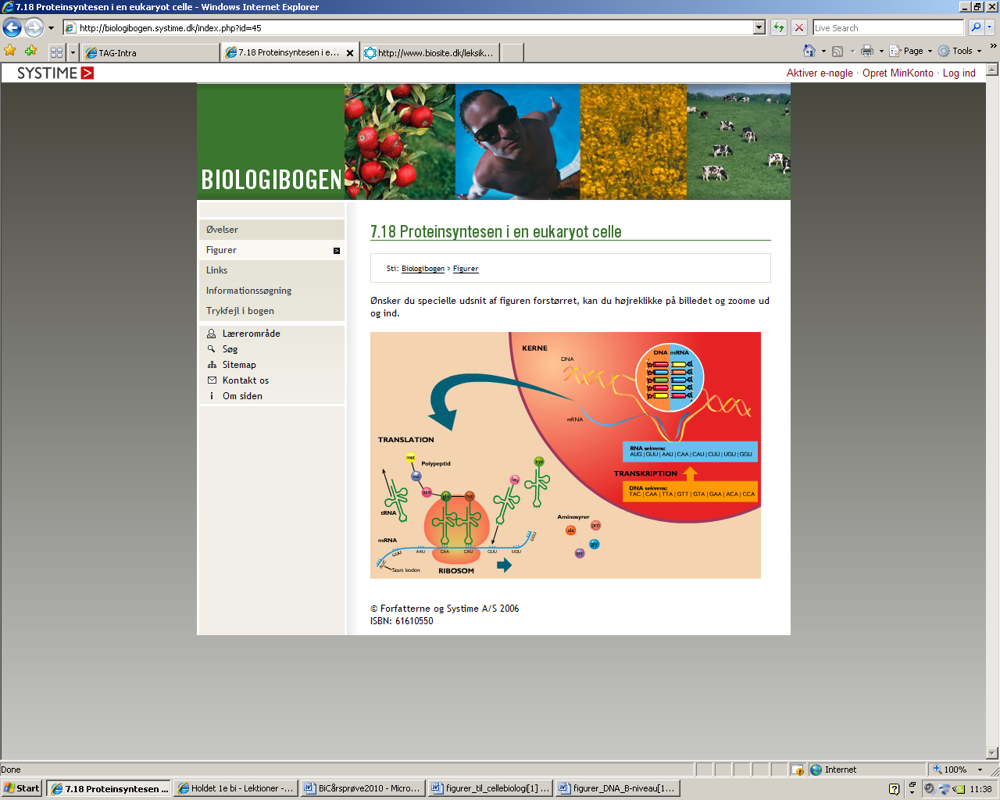 7.18 Proteinsyntesen i en eukaryot celle - Windows Internet Explorer
http://biologibogen.systime.dk/index.php?id=45
Live Search
TAG-Intra
7.18 Proteinsyntesen i e...
http://www.biosite.dk/leksik...
Page
Tools
SYSTIME
Aktiver e-nøgle · Opret MinKonto · Log ind
BIOLOGIBOGEN
Øvelser
Figurer
Links
Informationssøgning
Trykfejl i bogen
Lærerområde
Søg
Sitemap
Kontakt os
Om siden
7.18 Proteinsyntesen i en eukaryot celle
Sti: Biologibogen > Figurer
Ønsker du specielle udsnit af figuren forstørret, kan du højreklikke på billedet og zoome ud
og ind.
KERNE
DNA
DNA mRNA
mRNA
RNA sekvens:
AUG | GUU | AAU | CAA | CAU | CUU | UGU | GGU
TRANSKRIPTION
DNA sekvens:
TAC | CAA | TTA | GTT | GTA | GAA | ACA | CCA
TRANSLATION
met
Polypeptid
val
asn
gln
his
leu
cys
tRNA
mRNA
AUG
GUU
AAU
CAA
CAU
CUU
UGU
GGU
Start koden
RIBOSOM
Aminosyrer
ala
pro
gly
ser
© Forfatterne og Systime A/S 2006
ISBN: 61610550
Done
Internet
100%
Start
7.18 Proteinsyntesen ...
Holdet 1e bi - Lektioner -...
BiCårsprøve2010 - Micro...
figurer_til_cellebiologi[1] ...
figurer_DNA_B-niveau[1...
11:38